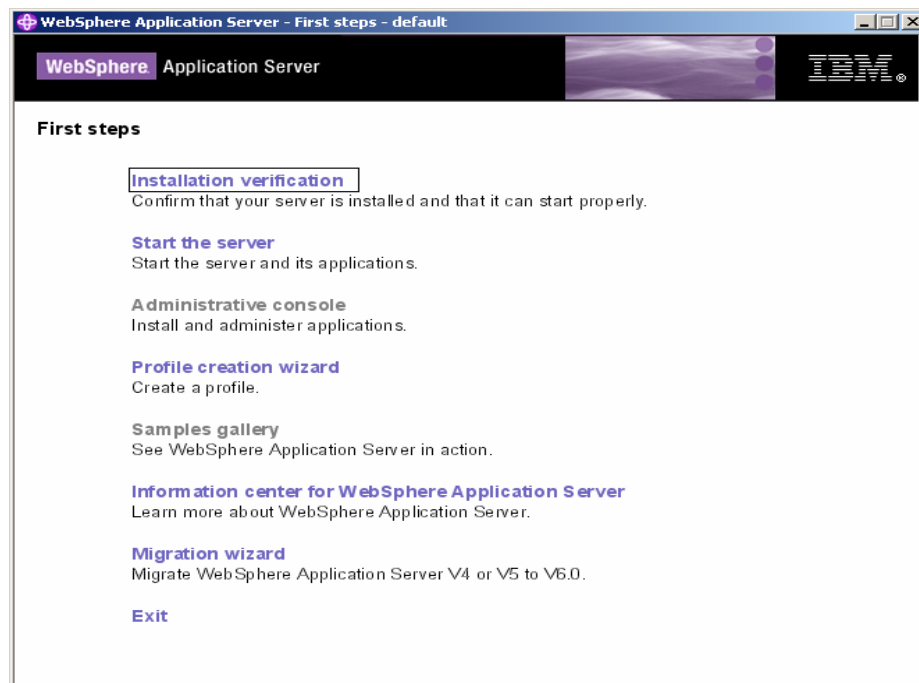 WebSphere Application Server - First steps - default
WebSphere. Application Server
IBM®
First steps
Installation verification
Confirm that your server is installed and that it can start properly.
Start the server
Start the server and its applications.
Administrative console
Install and administer applications.
Profile creation wizard
Create a profile.
Samples gallery
See WebSphere Application Server in action.
Information center for WebSphere Application Server
Learn more about WebSphere Application Server.
Migration wizard
Migrate WebSphere Application Server V4 or V5 to V6.0.
Exit